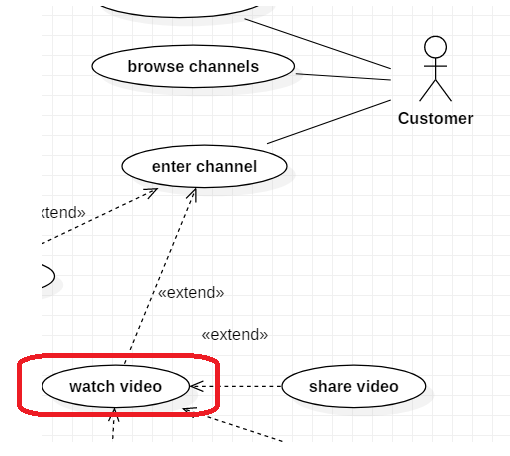 browse channels
Customer
enter channel
xtend»
«extend»
«extend»
watch video
share video